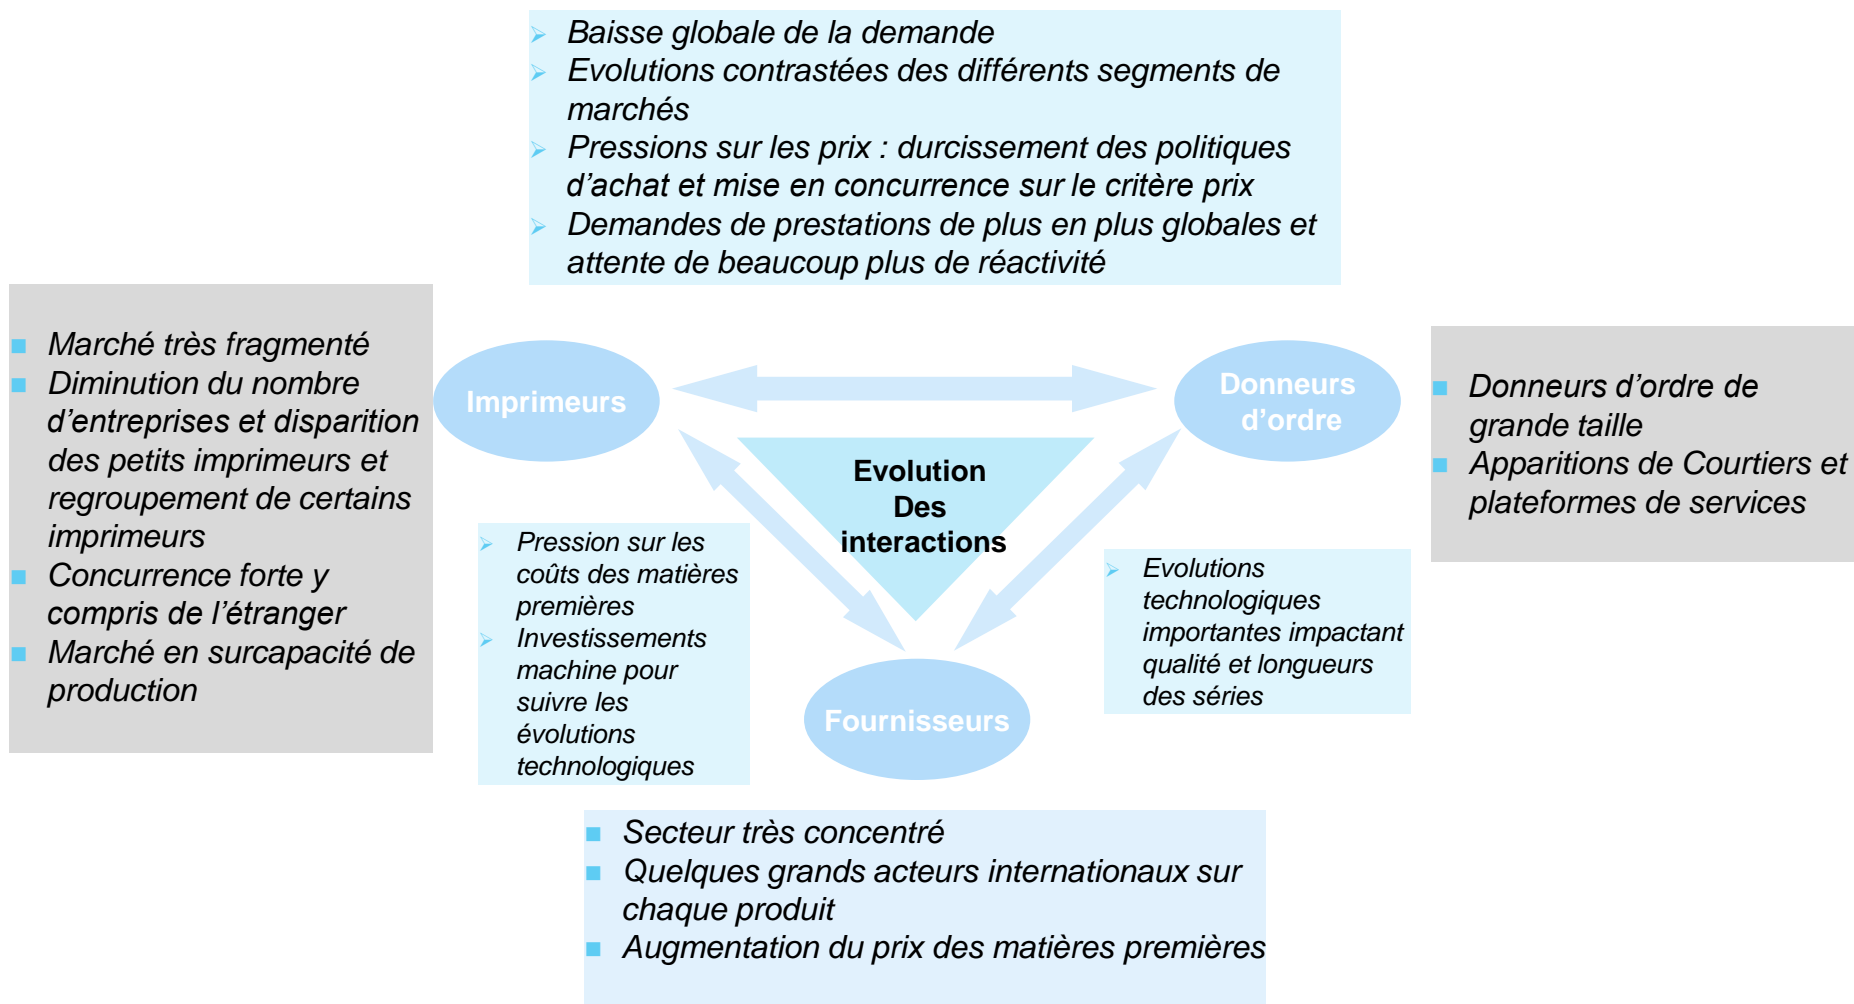 Baisse globale de la demande
Evolutions contrastées des différents segments de
marchés
Pressions sur les prix : durcissement des politiques
d’achat et mise en concurrence sur le critère prix
Demandes de prestations de plus en plus globales et
attente de beaucoup plus de réactivité
Marché très fragmenté
Diminution du nombre
d’entreprises et disparition
des petits imprimeurs et
regroupement de certains
imprimeurs
Concurrence forte y
compris de l’étranger
Marché en surcapacité de
production
Imprimeurs
Donneurs
d’ordre
Donneurs d’ordre de
grande taille
Apparitions de Courtiers et
plateformes de services
Evolution
Des
interactions
Pression sur les
coûts des matières
premières
Investissements
machine pour
suivre les
évolutions
technologiques
Evolutions
technologiques
importantes impactant
qualité et longueurs
des séries
Fournisseurs
Secteur très concentré
Quelques grands acteurs internationaux sur
chaque produit
Augmentation du prix des matières premières